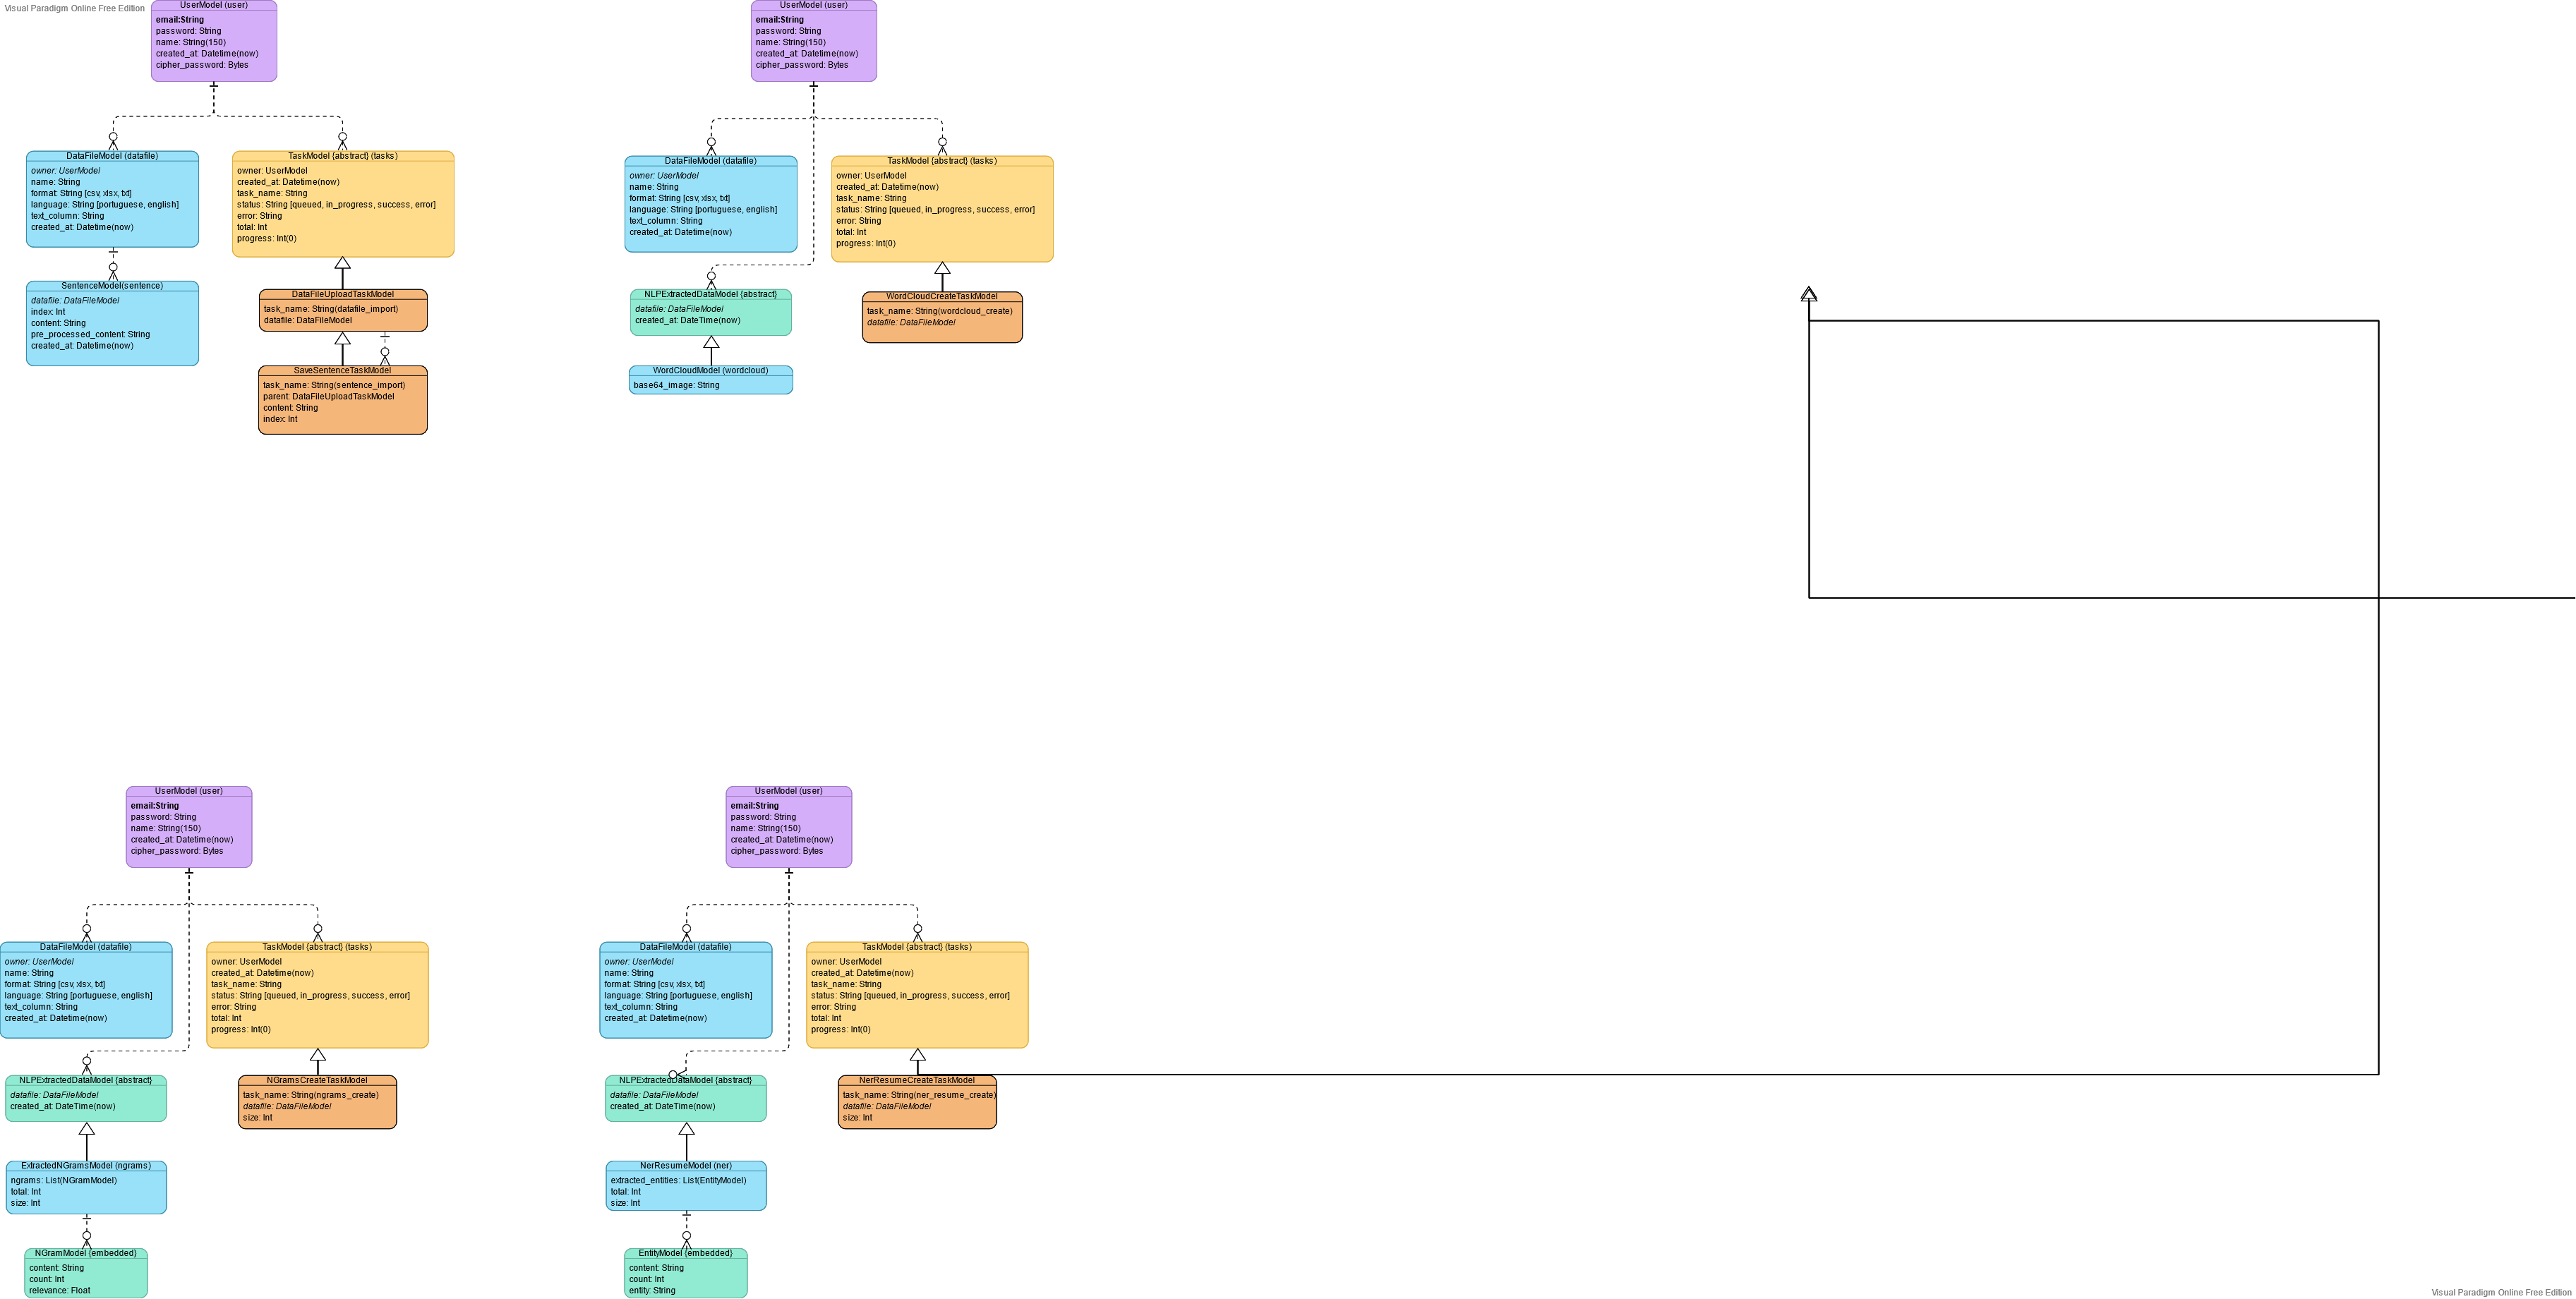 Visual Paradigm Online Free Edition
UserModel (user)
email:String
password: String
name: String(150)
created_at: Datetime(now)
cipher_password: Bytes
DataFileModel (datafile)
owner: UserModel
name: String
format: String [csv, xlsx, txt]
language: String [portuguese, english]
text_column: String
created_at: Datetime(now)
TaskModel {abstract} (tasks)
owner: UserModel
created_at: Datetime(now)
task_name: String
status: String [queued, in_progress, success, error]
error: String
total: Int
progress: Int(0)
SentenceModel(sentence)
datafile: DataFileModel
index: Int
content: String
pre_processed_content: String
created_at: Datetime(now)
DataFileUploadTaskModel
task_name: String(datafile_import)
datafile: DataFileModel
SaveSentenceTaskModel
task_name: String(sentence_import)
parent: DataFileUploadTaskModel
content: String
index: Int
UserModel (user)
email:String
password: String
name: String(150)
created_at: Datetime(now)
cipher_password: Bytes
DataFileModel (datafile)
owner: UserModel
name: String
format: String [csv, xlsx, txt]
language: String [portuguese, english]
text_column: String
created_at: Datetime(now)
TaskModel {abstract} (tasks)
owner: UserModel
created_at: Datetime(now)
task_name: String
status: String [queued, in_progress, success, error]
error: String
total: Int
progress: Int(0)
NLPExtractedDataModel {abstract}
datafile: DataFileModel
created_at: DateTime(now)
WordCloudCreateTaskModel
task_name: String(wordcloud_create)
datafile: DataFileModel
WordCloudModel (wordcloud)
base64_image: String
UserModel (user)
email:String
password: String
name: String(150)
created_at: Datetime(now)
cipher_password: Bytes
DataFileModel (datafile)
owner: UserModel
name: String
format: String [csv, xlsx, txt]
language: String [portuguese, english]
text_column: String
created_at: Datetime(now)
TaskModel {abstract} (tasks)
owner: UserModel
created_at: Datetime(now)
task_name: String
status: String [queued, in_progress, success, error]
error: String
total: Int
progress: Int(0)
NLPExtractedDataModel {abstract}
datafile: DataFileModel
created_at: DateTime(now)
NGramsCreateTaskModel
task_name: String(ngrams_create)
datafile: DataFileModel
size: Int
ExtractedNGramsModel (ngrams)
ngrams: List(NGramModel)
total: Int
size: Int
NGramModel {embedded}
content: String
count: Int
relevance: Float
UserModel (user)
email:String
password: String
name: String(150)
created_at: Datetime(now)
cipher_password: Bytes
DataFileModel (datafile)
owner: UserModel
name: String
format: String [csv, xlsx, txt]
language: String [portuguese, english]
text_column: String
created_at: Datetime(now)
TaskModel {abstract} (tasks)
owner: UserModel
created_at: Datetime(now)
task_name: String
status: String [queued, in_progress, success, error]
error: String
total: Int
progress: Int(0)
NLPExtractedDataModel {abstract}
datafile: DataFileModel
created_at: DateTime(now)
NerResumeCreateTaskModel
task_name: String(ner_resume_create)
datafile: DataFileModel
size: Int
NerResumeModel (ner)
extracted_entities: List(EntityModel)
total: Int
size: Int
EntityModel {embedded}
content: String
count: Int
entity: String
Visual Paradigm Online Free Edition